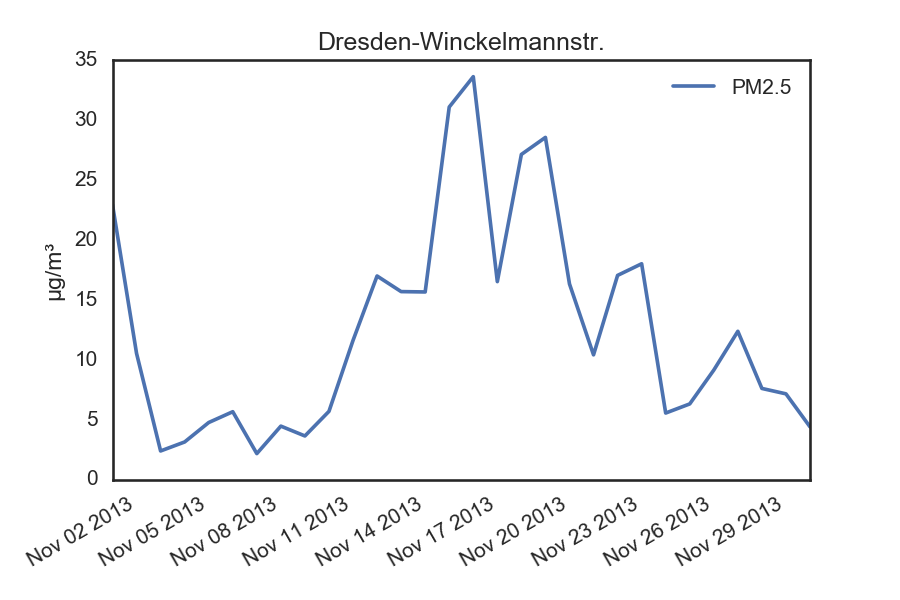 Dresden-Winckelmannstr.
35
30
25
20
15
10
5
0
µg/m³
PM2.5
Nov 02 2013
Nov 05 2013
Nov 08 2013
Nov 11 2013
Nov 14 2013
Nov 17 2013
Nov 20 2013
Nov 23 2013
Nov 26 2013
Nov 29 2013